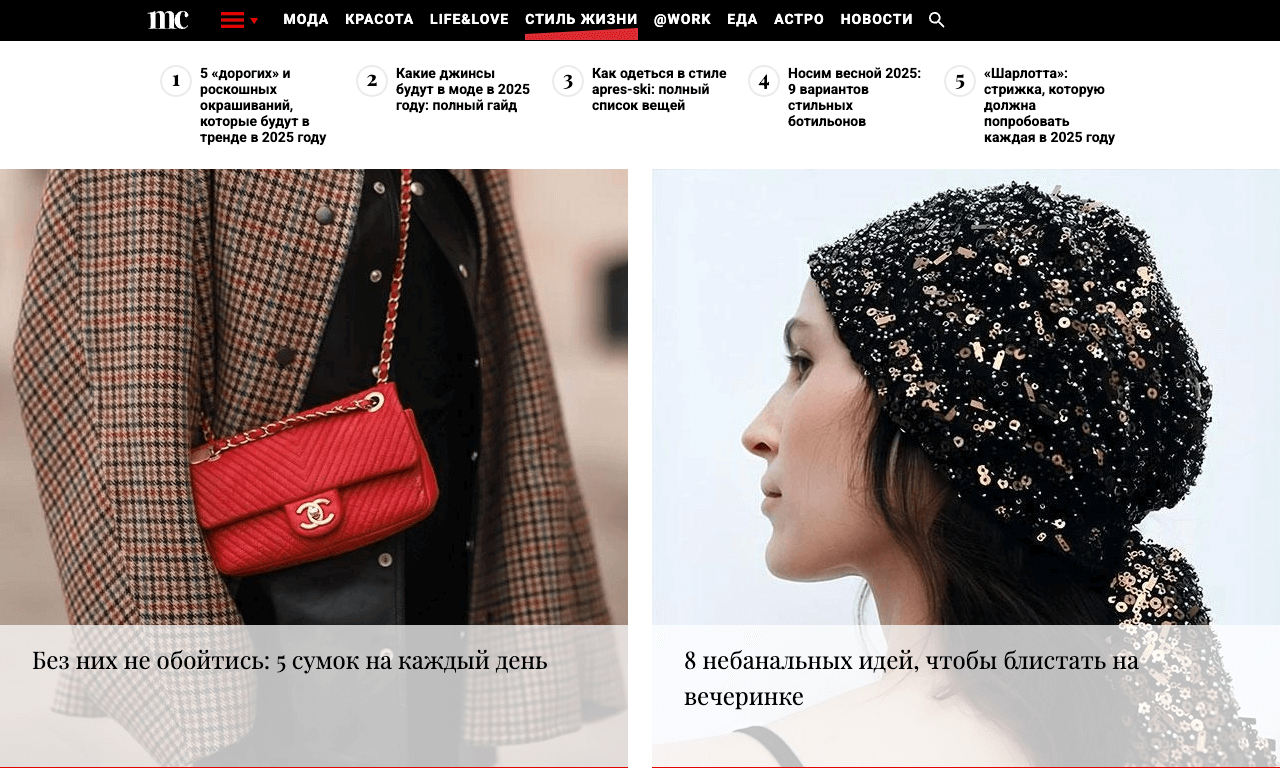 mc
МОДА КРАСОТА LIFE&LOVE СТИЛЬ ЖИЗНИ @WORK ЕДА АСТРО НОВОСТИ
1
5 «дорогих» и
роскошных
окрашиваний,
которые будут в
тренде в 2025 году
2
Какие джинсы
будут в моде в 2025
году: полный гайд
3
Как одеться в стиле
apres-ski: полный
список вещей
4
Носим весной 2025:
9 вариантов
стильных
ботильонов
5
«Шарлотта»:
стрижка, которую
должна
попробовать
каждая в 2025 году
Без них не обойтись: 5 сумок на каждый день
8 небанальных идей, чтобы блистать на
вечеринке